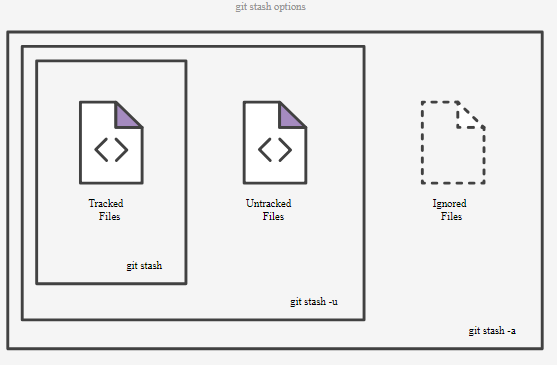 git stash options
Tracked
Files
Untracked
Files
Ignored
Files
git stash
git stash -u
git stash -a